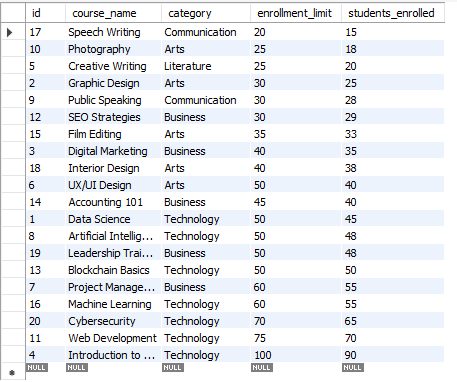 id course_name category enrollment_limit students_enrolled
17 Speech Writing Communication 20 15
10 Photography Arts 25 18
5 Creative Writing Literature 25 20
2 Graphic Design Arts 30 25
9 Public Speaking Communication 30 28
12 SEO Strategies Business 30 29
15 Film Editing Arts 35 33
3 Digital Marketing Business 40 35
18 Interior Design Arts 40 38
6 UX/UI Design Arts 50 40
14 Accounting 101 Business 45 40
1 Data Science Technology 50 45
8 Artificial Intellig... Technology 50 48
19 Leadership Trai... Business 50 48
13 Blockchain Basics Technology 50 50
7 Project Manage... Business 60 55
16 Machine Learning Technology 60 55
20 Cybersecurity Technology 70 65
11 Web Development Technology 75 70
4 Introduction to ... Technology 100 90
NULL NULL NULL NULL NULL